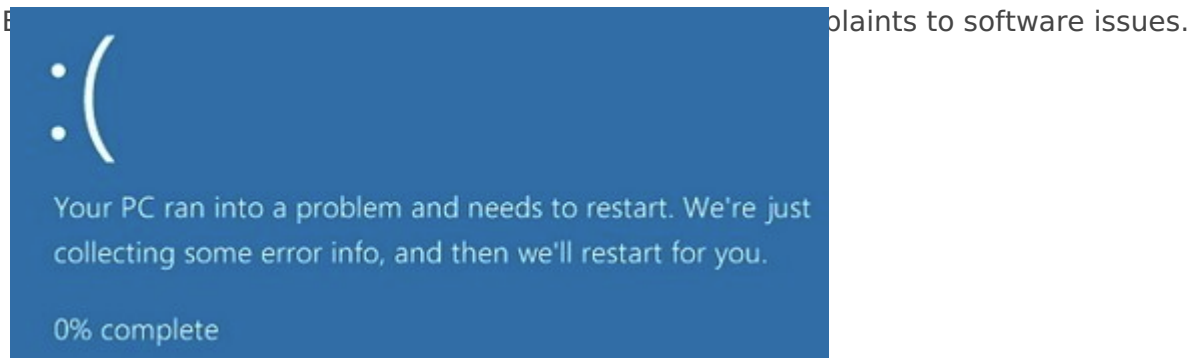 to software issues.
:(
Your PC ran into a problem and needs to restart. We're just
collecting some error info, and then we'll restart for you.
0% complete